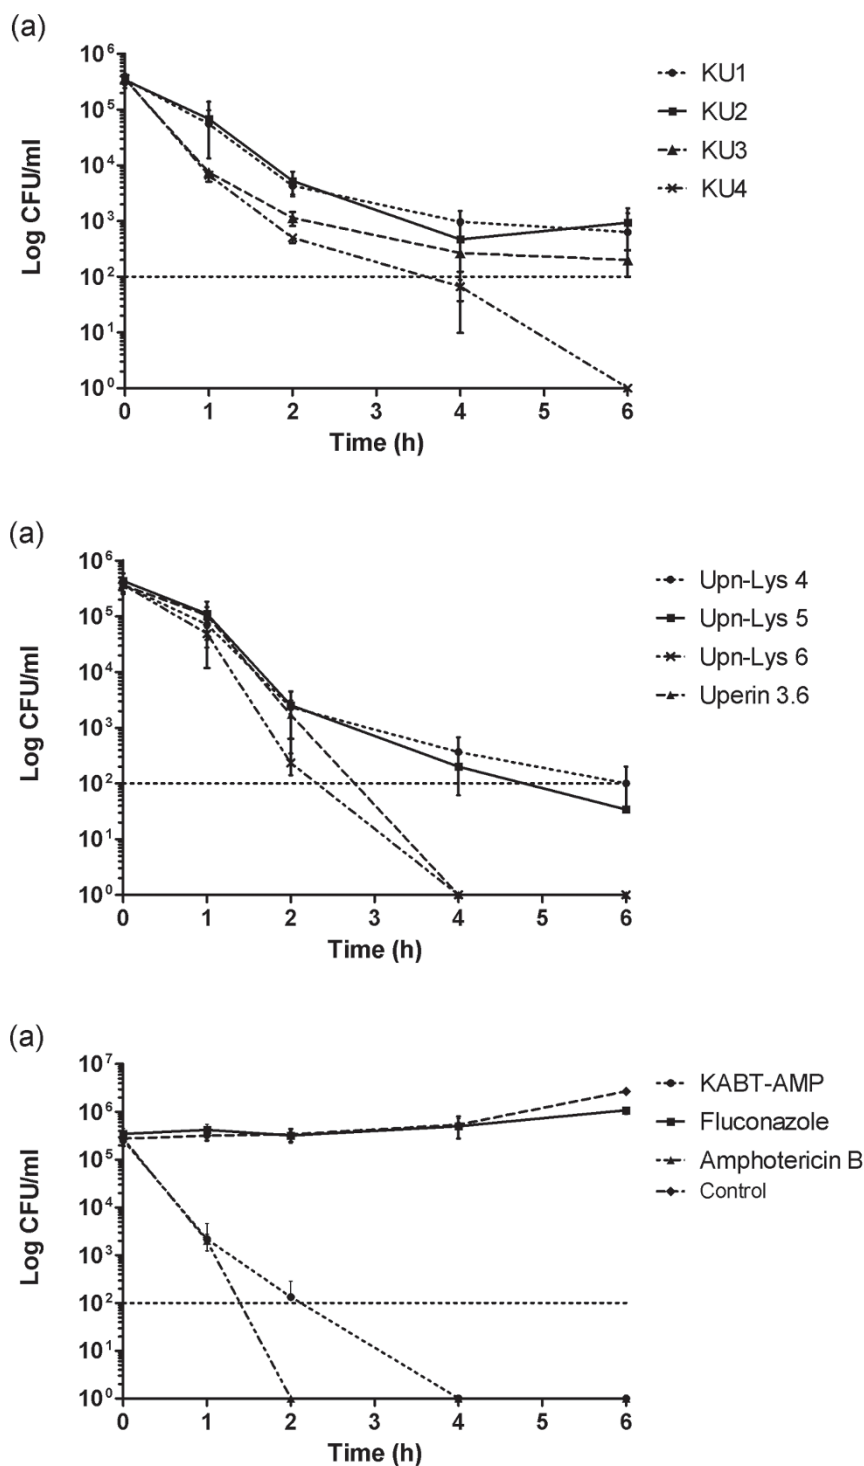 (a)
10⁶
10⁵
10⁴
10³
10²
10¹
10⁰
Log CFU/ml
0 1 2 3 4 5 6
Time (h)
KU1
KU2
KU3
KU4
(a)
10⁶
10⁵
10⁴
10³
10²
10¹
10⁰
Log CFU/ml
0 1 2 3 4 5 6
Time (h)
Upn-Lys 4
Upn-Lys 5
Upn-Lys 6
Uperin 3.6
(a)
10⁷
10⁶
10⁵
10⁴
10³
10²
10¹
10⁰
Log CFU/ml
0 1 2 3 4 5 6
Time (h)
KABT-AMP
Fluconazole
Amphotericin B
Control